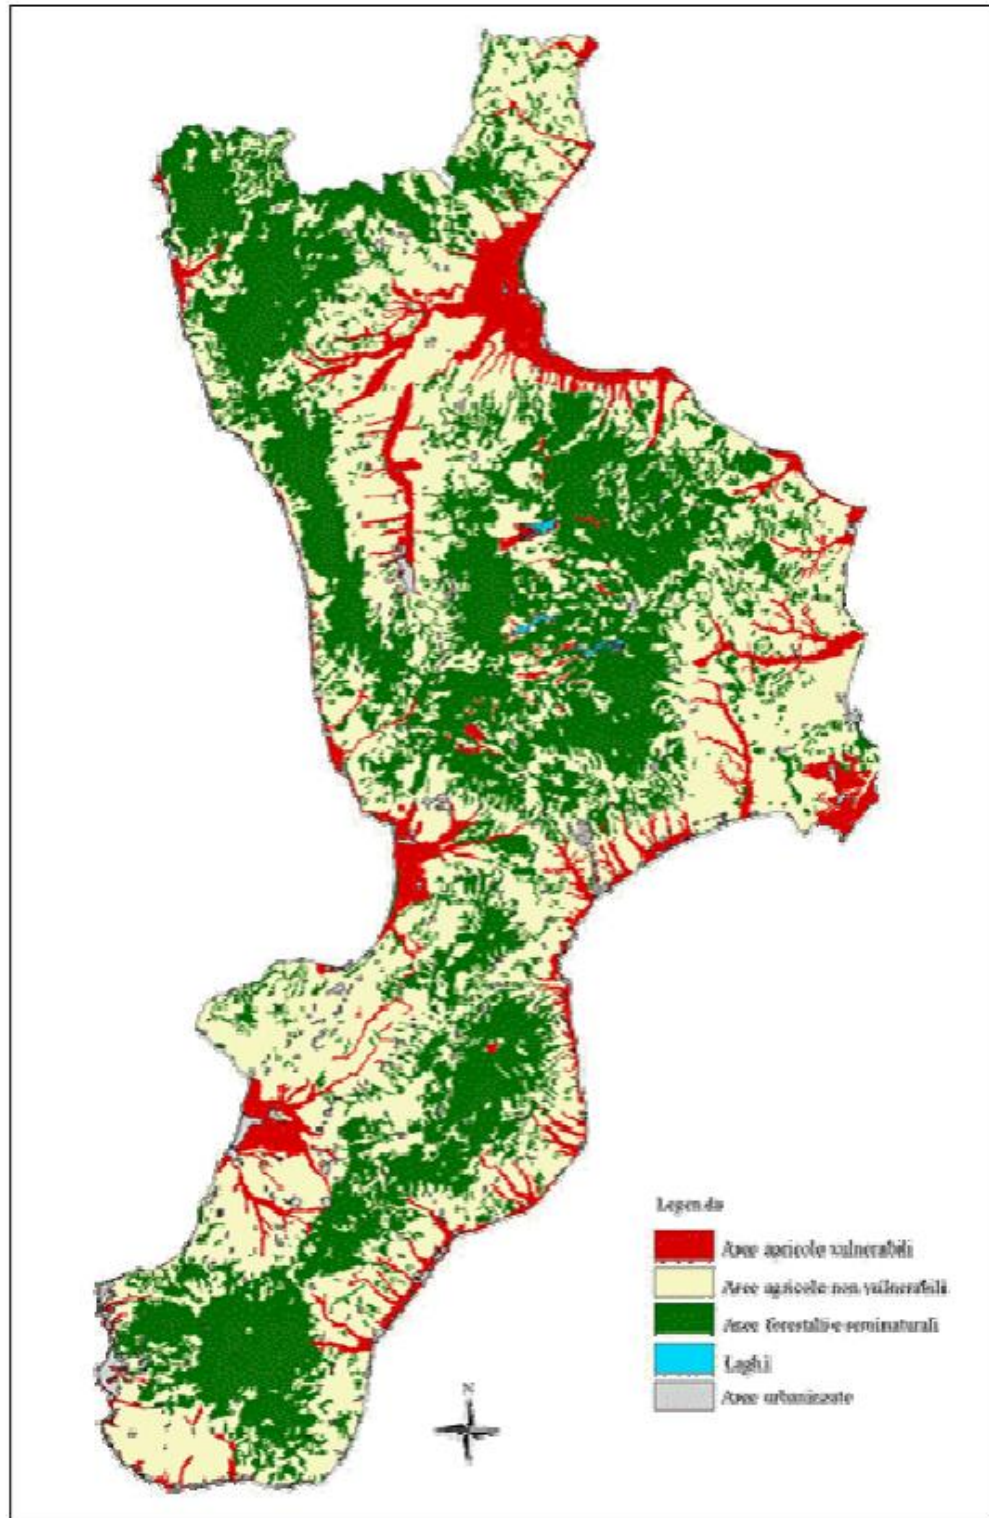 Legenda
Aree agricole vulnerabili
Aree agricole non vulnerabili
Aree forestali e seminaturali
Laghi
Aree urbanizzate
N